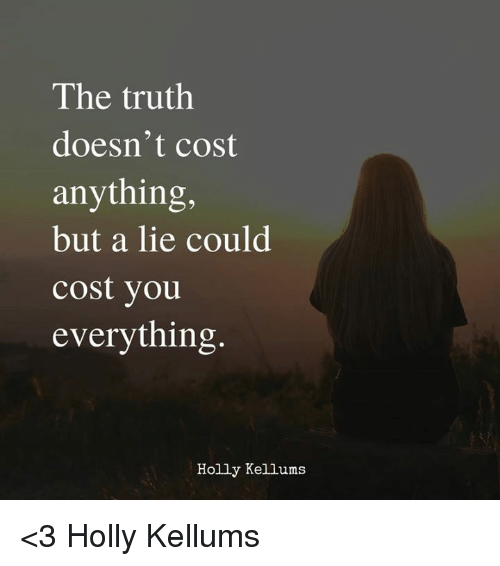 The truth
doesn't cost
anything,
but a lie could
cost you
everything.
Holly Kellums
<3 Holly Kellums